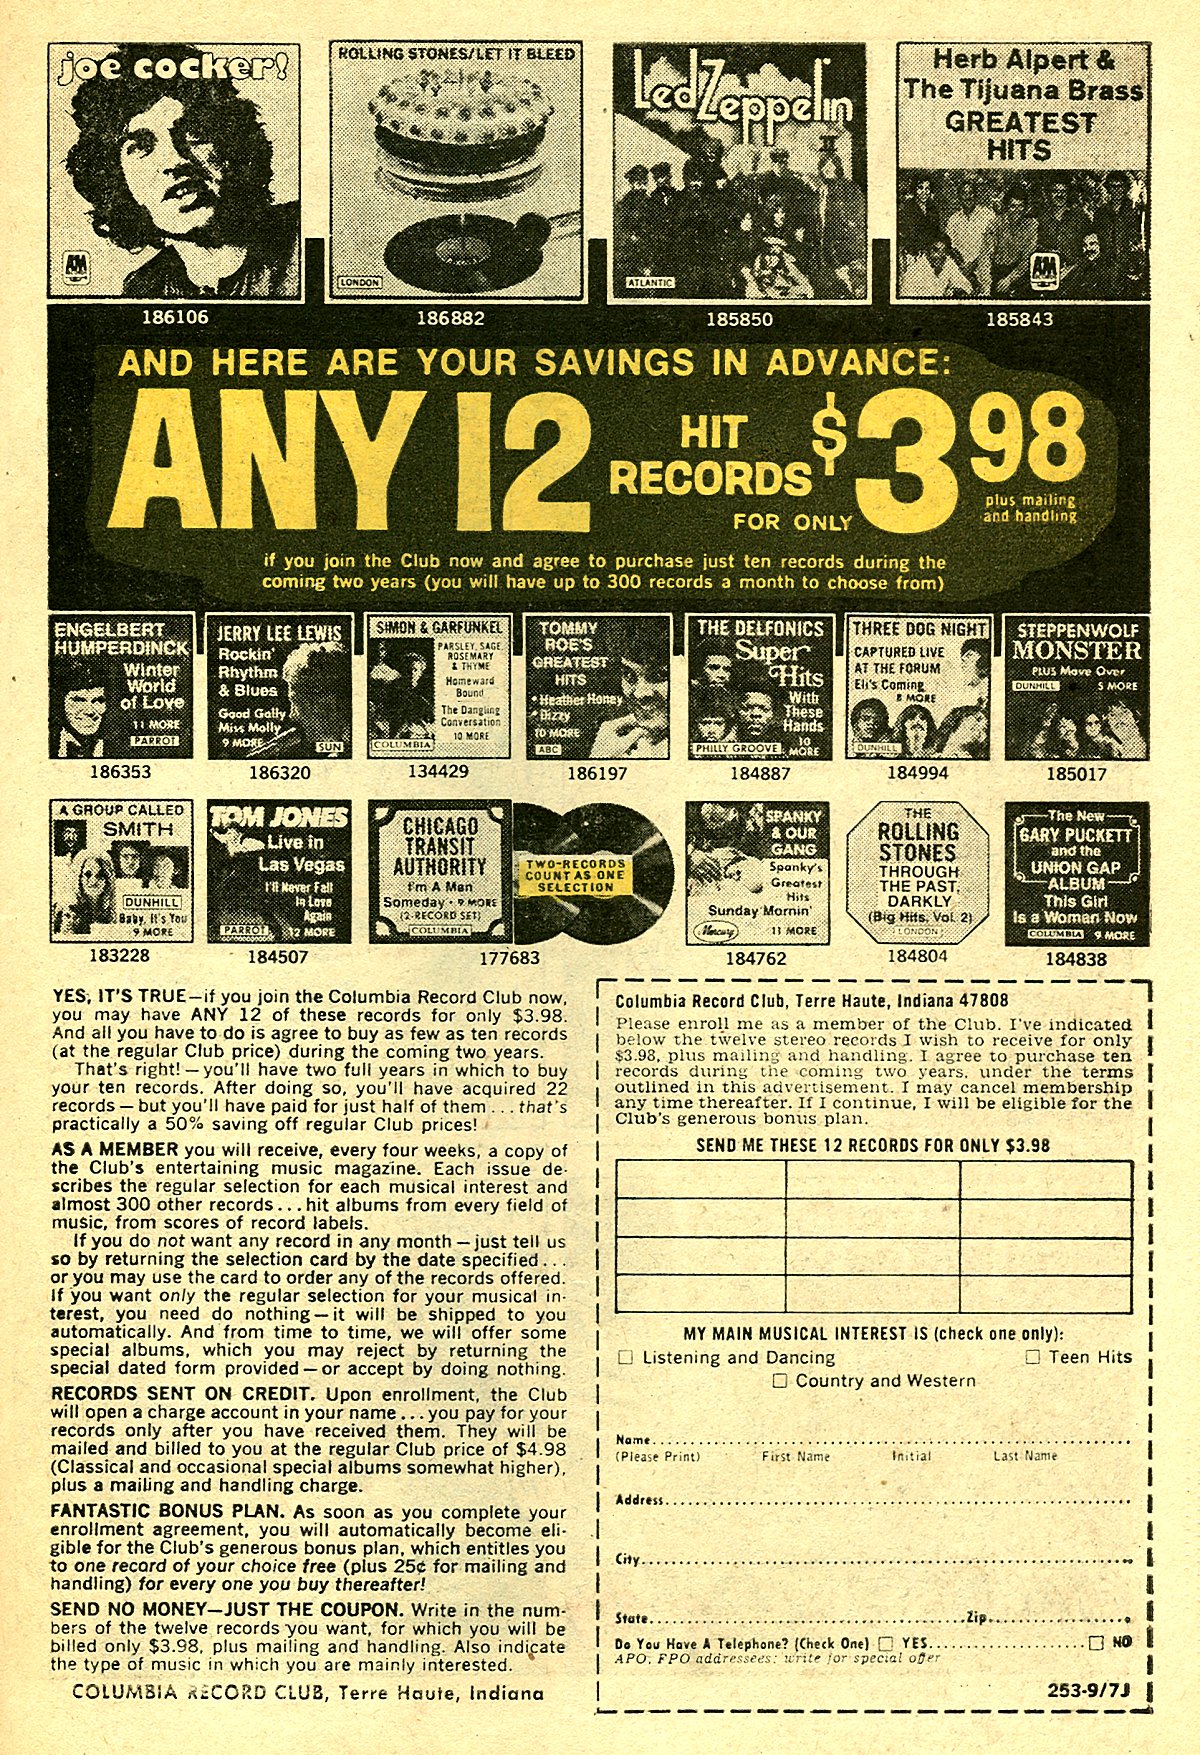 joe cocker!
A&M
ROLLING STONES/LET IT BLEED
LONDON
Led Zeppelin
II
ATLANTIC
Herb Alpert &
The Tijuana Brass
GREATEST
HITS
A&M
186106
186882
185850
185843
AND HERE ARE YOUR SAVINGS IN ADVANCE:
ANY 12
HIT
RECORDS
FOR ONLY
$3.98
plus mailing
and handling
if you join the Club now and agree to purchase just ten records during the
coming two years (you will have up to 300 records a month to choose from)
ENGELBERT
HUMPERDINCK
Winter
World
of Love
11 MORE
PARROT
186353
JERRY LEE LEWIS
Rockin'
Rhythm
& Blues
Good Golly
Miss Molly
9 MORE
SUN
186320
SIMON & GARFUNKEL
PARSLEY, SAGE,
ROSEMARY
& THYME
Homeward
Bound
The Dangling
Conversation
10 MORE
COLUMBIA
134429
TOMMY
ROE'S
GREATEST
HITS
• Heather Honey
• Dizzy
10 MORE
ABC
186197
THE DELFONICS
Super
Hits
With
These
Hands
10
MORE
PHILLY GROOVE
184887
THREE DOG NIGHT
CAPTURED LIVE
AT THE FORUM
Eli's Coming
8 MORE
DUNHILL
184994
STEPPENWOLF
MONSTER
PLUS Move Over
DUNHILL
5 MORE
185017
A GROUP CALLED
SMITH
DUNHILL
Baby, It's You
9 MORE
183228
TOM JONES
Live in
Las Vegas
I'll Never Fall
In Love
Again
PARROT
12 MORE
184507
CHICAGO
TRANSIT
AUTHORITY
I'm A Man
Someday • 9 MORE
(2-RECORD SET)
COLUMBIA
TWO-RECORDS
COUNT AS ONE
SELECTION
177683
SPANKY
& OUR
GANG
Spanky's
Greatest
Hits
Sunday Mornin'
Mercury
11 MORE
184762
THE
ROLLING
STONES
THROUGH
THE PAST,
DARKLY
(Big Hits, Vol. 2)
LONDON
184804
The New
GARY PUCKETT
and the
UNION GAP
ALBUM
This Girl
Is a Woman Now
COLUMBIA 9 MORE
184838
YES, IT'S TRUE—if you join the Columbia Record Club now,
you may have ANY 12 of these records for only $3.98.
And all you have to do is agree to buy as few as ten records
(at the regular Club price) during the coming two years.
That's right!—you'll have two full years in which to buy
your ten records. After doing so, you'll have acquired 22
records—but you'll have paid for just half of them...that's
practically a 50% saving off regular Club prices!
AS A MEMBER you will receive, every four weeks, a copy of
the Club's entertaining music magazine. Each issue de-
scribes the regular selection for each musical interest and
almost 300 other records...hit albums from every field of
music, from scores of record labels.
If you do not want any record in any month—just tell us
so by returning the selection card by the date specified...
or you may use the card to order any of the records offered.
If you want only the regular selection for your musical in-
terest, you need do nothing—it will be shipped to you
automatically. And from time to time, we will offer some
special albums, which you may reject by returning the
special dated form provided—or accept by doing nothing.
RECORDS SENT ON CREDIT. Upon enrollment, the Club
will open a charge account in your name...you pay for your
records only after you have received them. They will be
mailed and billed to you at the regular Club price of $4.98
(Classical and occasional special albums somewhat higher),
plus a mailing and handling charge.
FANTASTIC BONUS PLAN. As soon as you complete your
enrollment agreement, you will automatically become eli-
gible for the Club's generous bonus plan, which entitles you
to one record of your choice free (plus 25¢ for mailing and
handling) for every one you buy thereafter!
SEND NO MONEY—JUST THE COUPON. Write in the num-
bers of the twelve records you want, for which you will be
billed only $3.98, plus mailing and handling. Also indicate
the type of music in which you are mainly interested.
COLUMBIA RECORD CLUB, Terre Haute, Indiana
Columbia Record Club, Terre Haute, Indiana 47808
Please enroll me as a member of the Club. I've indicated
below the twelve stereo records I wish to receive for only
$3.98, plus mailing and handling. I agree to purchase ten
records during the coming two years, under the terms
outlined in this advertisement. I may cancel membership
any time thereafter. If I continue, I will be eligible for the
Club's generous bonus plan.
SEND ME THESE 12 RECORDS FOR ONLY $3.98
MY MAIN MUSICAL INTEREST IS (check one only):
□ Listening and Dancing □ Teen Hits
□ Country and Western
Name
(Please Print) First Name Initial Last Name
Address
City
State Zip
Do You Have A Telephone? (Check One) □ YES □ NO
APO, FPO addressees: write for special offer
253-9/7J